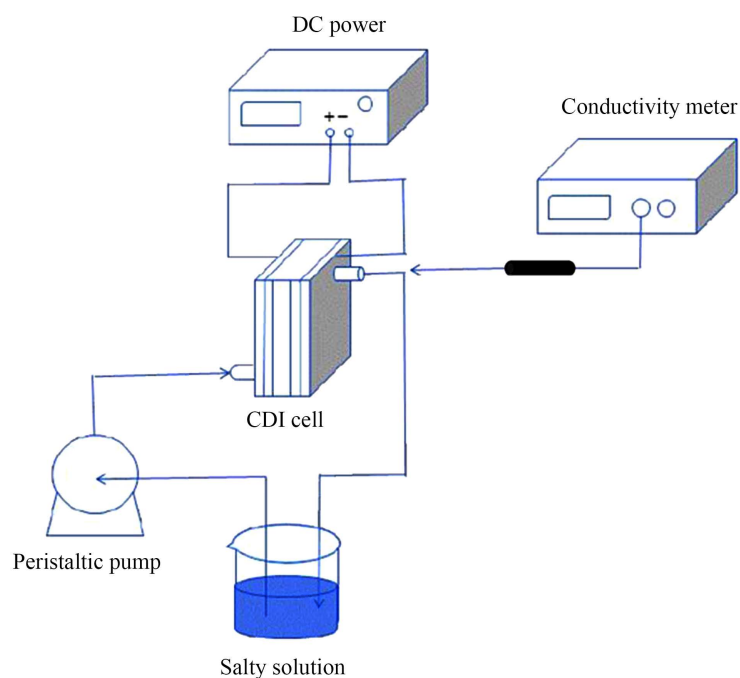 DC power
Conductivity meter
+ −
CDI cell
Peristaltic pump
Salty solution